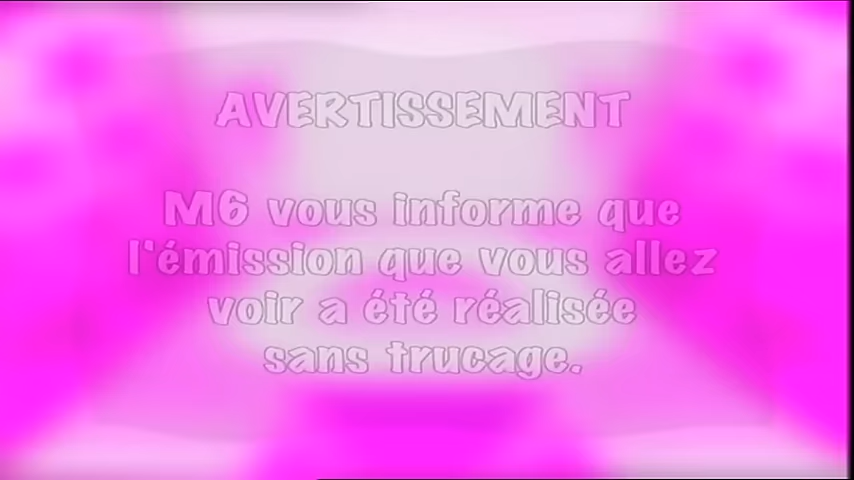 AVERTISSEMENT
M6 vous informe que
l'émission que vous allez
voir a été réalisée
sans trucage.